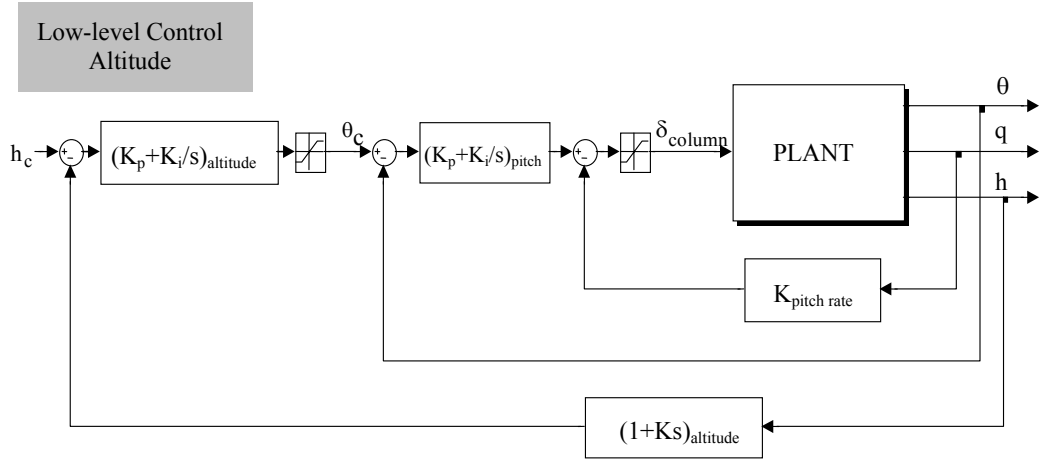 Low-level Control
Altitude
h_c
+
-
(K_p+K_i/s)_altitude
θ_c
+
-
(K_p+K_i/s)_pitch
+
-
δ_column
PLANT
θ
q
h
K_pitch rate
(1+Ks)_altitude